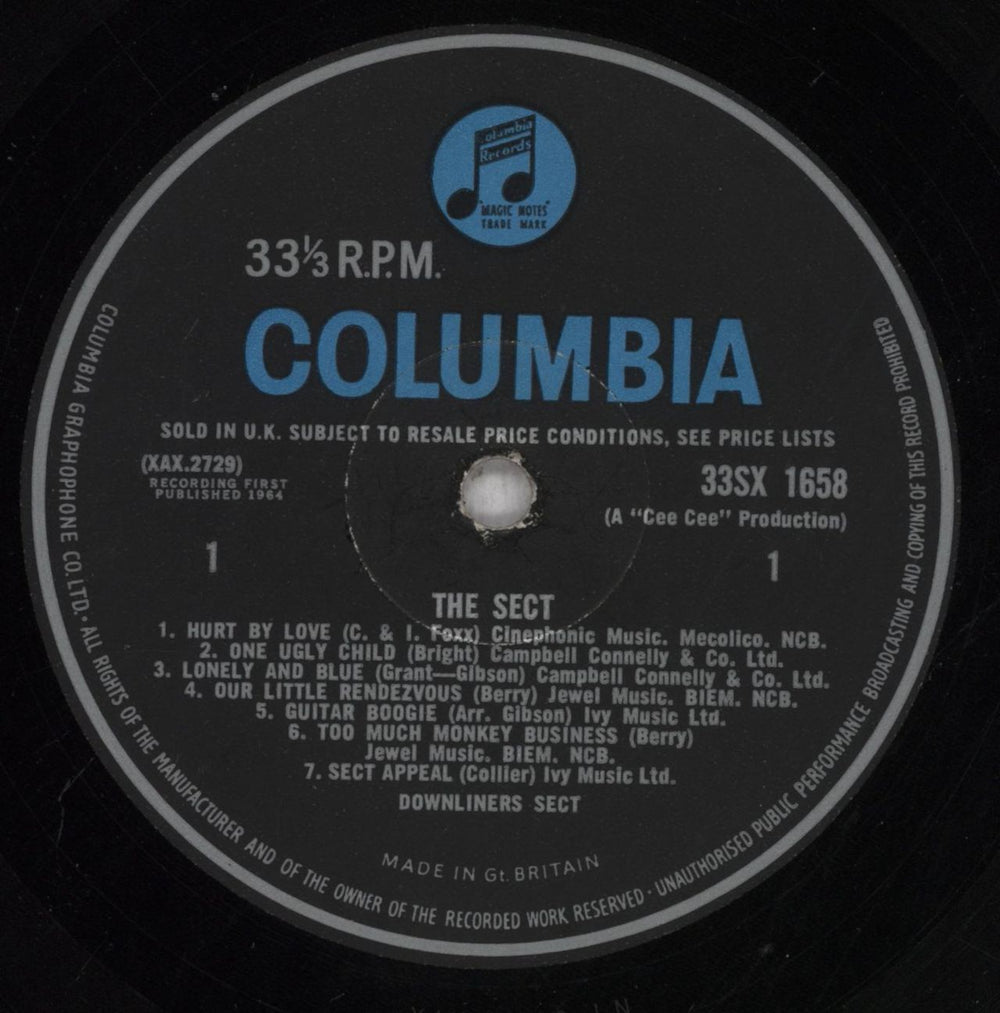 Columbia
Records
"MAGIC NOTES"
TRADE MARK
33⅓ R.P.M.
COLUMBIA
SOLD IN U.K. SUBJECT TO RESALE PRICE CONDITIONS, SEE PRICE LISTS
(XAX.2729)
RECORDING FIRST
PUBLISHED 1964
33SX 1658
(A "Cee Cee" Production)
1
1
THE SECT
1. HURT BY LOVE (C. & I. Foxx) Cinephonic Music. Mecolico. NCB.
2. ONE UGLY CHILD (Bright) Campbell Connelly & Co. Ltd.
3. LONELY AND BLUE (Grant—Gibson) Campbell Connelly & Co. Ltd.
4. OUR LITTLE RENDEZVOUS (Berry) Jewel Music. BIEM. NCB.
5. GUITAR BOOGIE (Arr. Gibson) Ivy Music Ltd.
6. TOO MUCH MONKEY BUSINESS (Berry)
Jewel Music. BIEM. NCB.
7. SECT APPEAL (Collier) Ivy Music Ltd.
DOWNLINERS SECT
MADE IN Gt. BRITAIN
COLUMBIA GRAPHOPHONE CO. LTD. · ALL RIGHTS OF THE MANUFACTURER AND OF THE OWNER OF THE RECORDED WORK RESERVED · UNAUTHORISED PUBLIC PERFORMANCE BROADCASTING AND COPYING OF THIS RECORD PROHIBITED